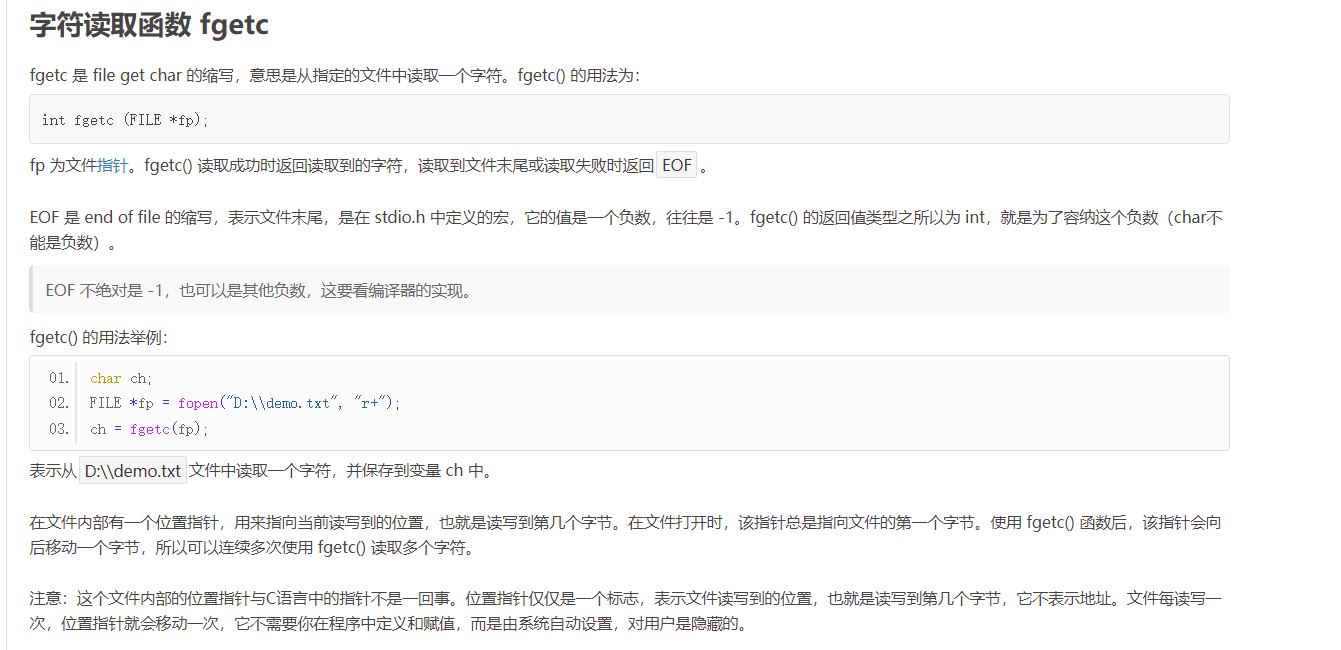 字符读取函数 fgetc
fgetc 是 file get char 的缩写，意思是从指定的文件中读取一个字符。fgetc() 的用法为：
int fgetc (FILE *fp);
fp 为文件指针。fgetc() 读取成功时返回读取到的字符，读取到文件末尾或读取失败时返回 EOF 。
EOF 是 end of file 的缩写，表示文件末尾，是在 stdio.h 中定义的宏，它的值是一个负数，往往是 -1。fgetc() 的返回值类型之所以为 int，就是为了容纳这个负数（char不
能是负数）。
EOF 不绝对是 -1，也可以是其他负数，这要看编译器的实现。
fgetc() 的用法举例：
01. char ch;
02. FILE *fp = fopen("D:\\demo.txt", "r+");
03. ch = fgetc(fp);
表示从 D:\\demo.txt 文件中读取一个字符，并保存到变量 ch 中。
在文件内部有一个位置指针，用来指向当前读写到的位置，也就是读写到第几个字节。在文件打开时，该指针总是指向文件的第一个字节。使用 fgetc() 函数后，该指针会向
后移动一个字节，所以可以连续多次使用 fgetc() 读取多个字符。
注意：这个文件内部的位置指针与C语言中的指针不是一回事。位置指针仅仅是一个标志，表示文件读写到的位置，也就是读写到第几个字节，它不表示地址。文件每读写一
次，位置指针就会移动一次，它不需要你在程序中定义和赋值，而是由系统自动设置，对用户是隐藏的。